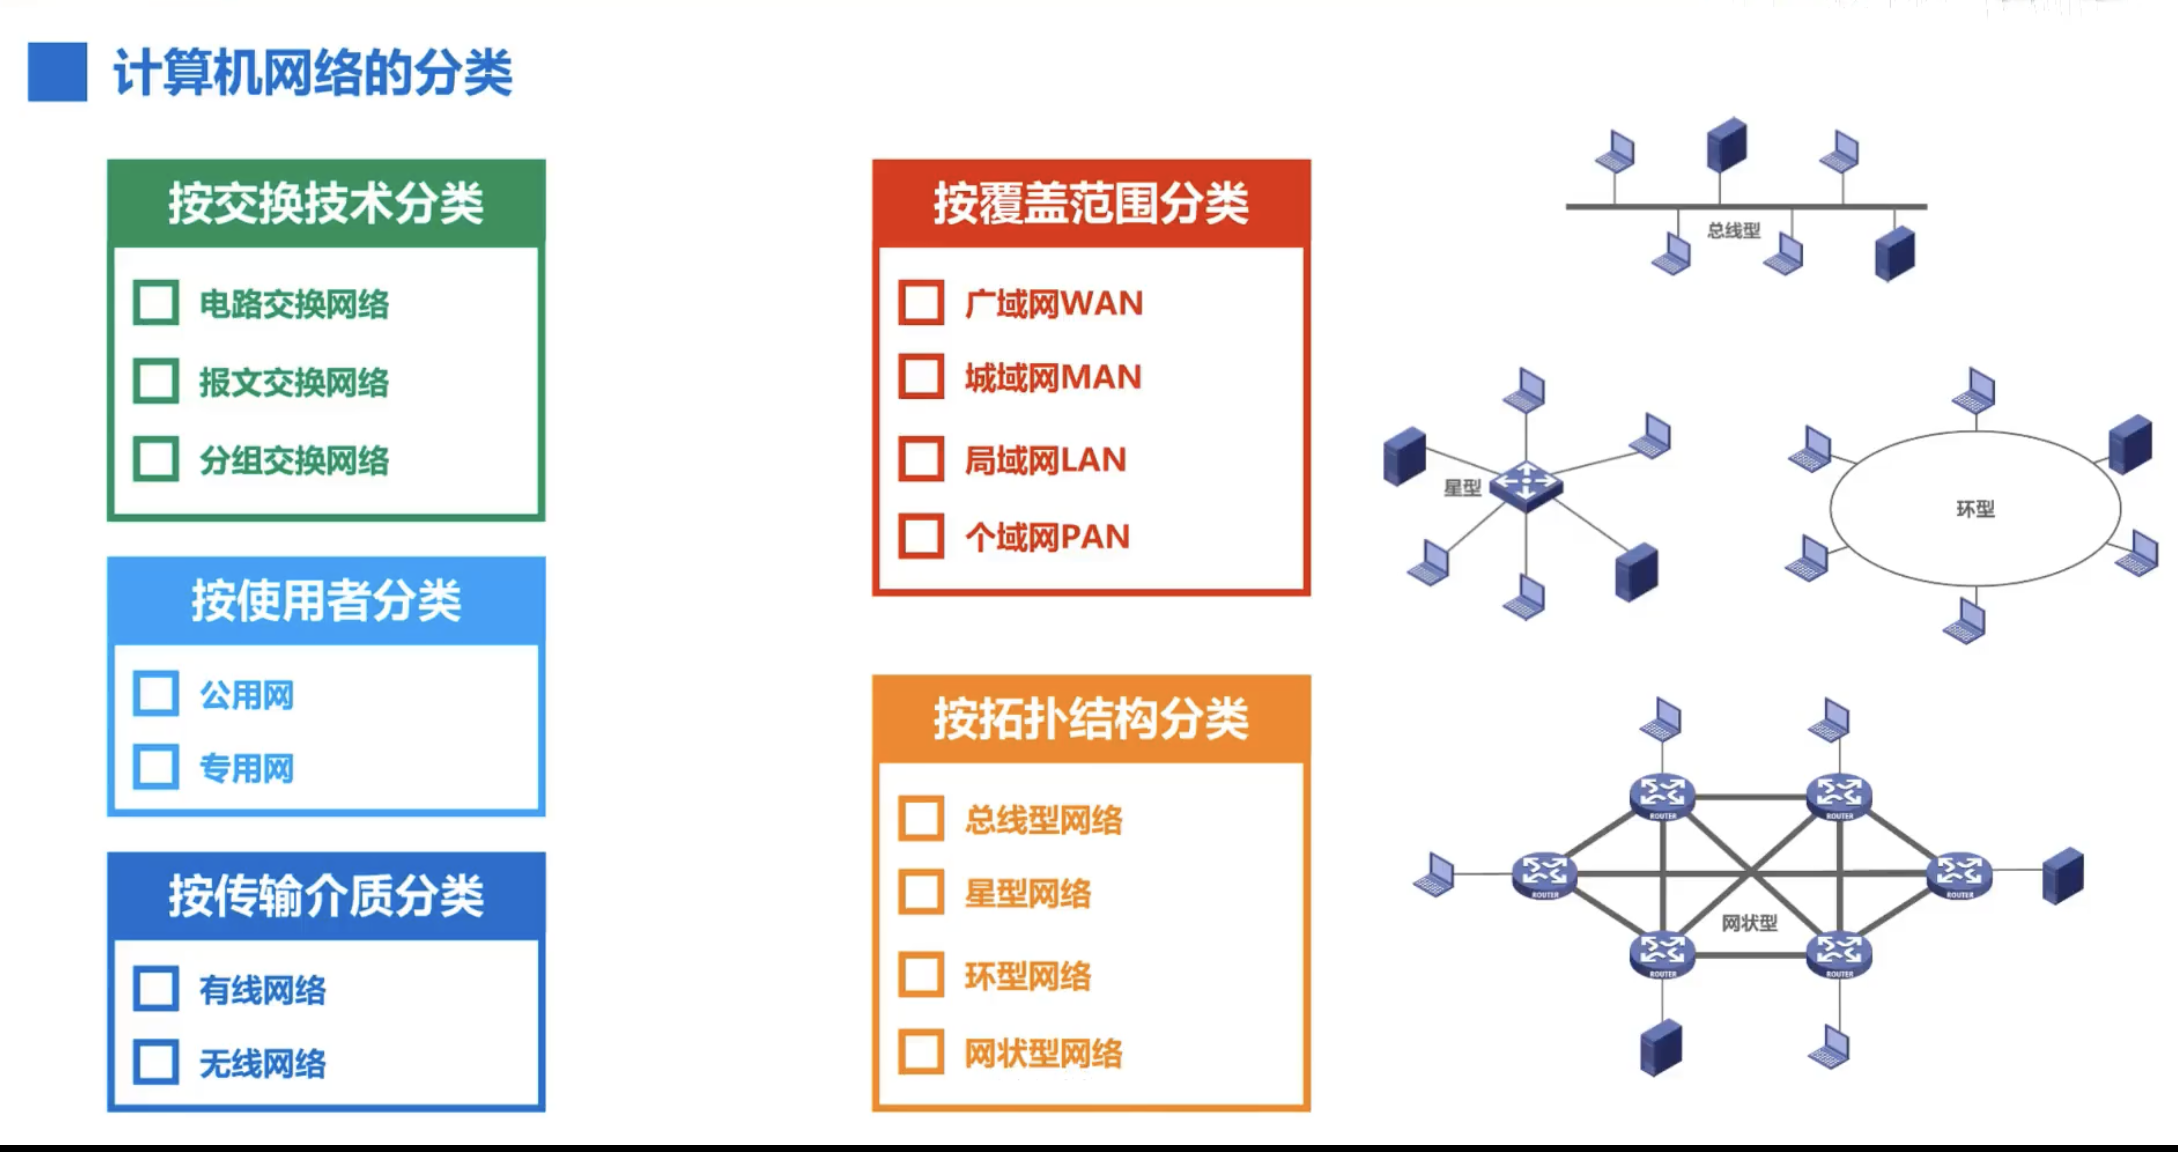 计算机网络的分类
按交换技术分类
电路交换网络
报文交换网络
分组交换网络
按使用者分类
公用网
专用网
按传输介质分类
有线网络
无线网络
按覆盖范围分类
广域网WAN
城域网MAN
局域网LAN
个域网PAN
按拓扑结构分类
总线型网络
星型网络
环型网络
网状型网络
总线型
星型
环型
ROUTER
ROUTER
ROUTER
ROUTER
网状型
ROUTER
ROUTER